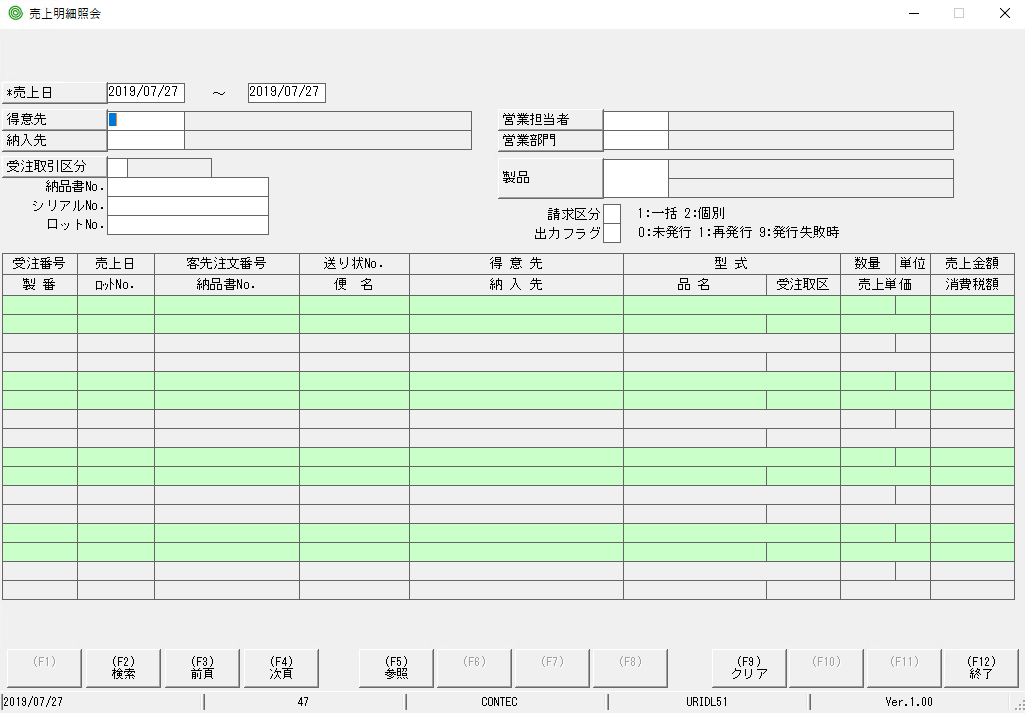 売上明細照会
*売上日 2019/07/27 ～ 2019/07/27
得意先 営業担当者
納入先 営業部門
受注取引区分 製品
納品書No.
シリアルNo.
ロットNo.
請求区分 1:一括 2:個別
出力フラグ 0:未発行 1:再発行 9:発行失敗時
受注番号 売上日 客先注文番号 送り状No. 得 意 先 型 式 数量 単位 売上金額
製 番 ﾛｯﾄNo. 納品書No. 便 名 納 入 先 品 名 受注取区 売上単価 消費税額
(F1) (F2) (F3) (F4) (F5) (F6) (F7) (F8) (F9) (F10) (F11) (F12)
検索 前頁 次頁 参照 クリア 終了
2019/07/27 47 CONTEC URIDL51 Ver.1.00